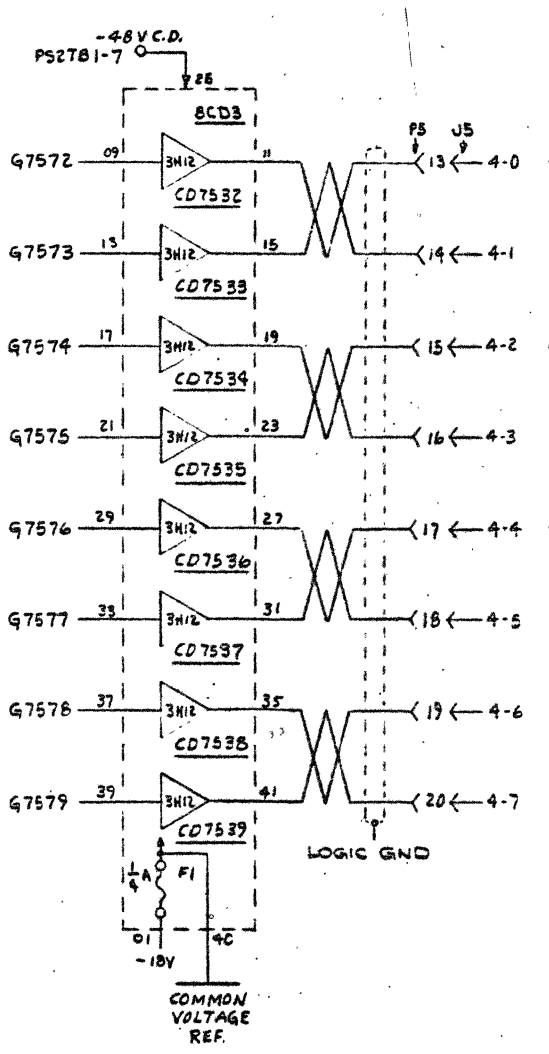 -48 V C.D.
PS2TB1-7
2E
8CD3
P5 J5
G7572 09 3H12 11 13 4-0
CD7532
G7573 13 3H12 15 14 4-1
CD7533
G7574 17 3H12 19 15 4-2
CD7534
G7575 21 3H12 23 16 4-3
CD7535
G7576 29 3H12 27 17 4-4
CD7536
G7577 33 3H12 31 18 4-5
CD7537
G7578 37 3H12 35 19 4-6
CD7538
G7579 39 3H12 41 20 4-7
CD7539
LOGIC GND
1/4 A F1
01 4C
-18V
COMMON
VOLTAGE
REF.